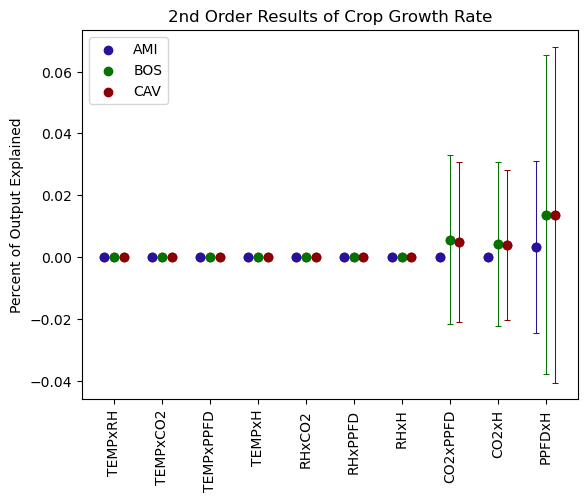 2nd Order Results of Crop Growth Rate
AMI
BOS
CAV
Percent of Output Explained
0.06
0.04
0.02
0.00
−0.02
−0.04
TEMPxRH
TEMPxCO2
TEMPxPPFD
TEMPxH
RHxCO2
RHxPPFD
RHxH
CO2xPPFD
CO2xH
PPFDxH